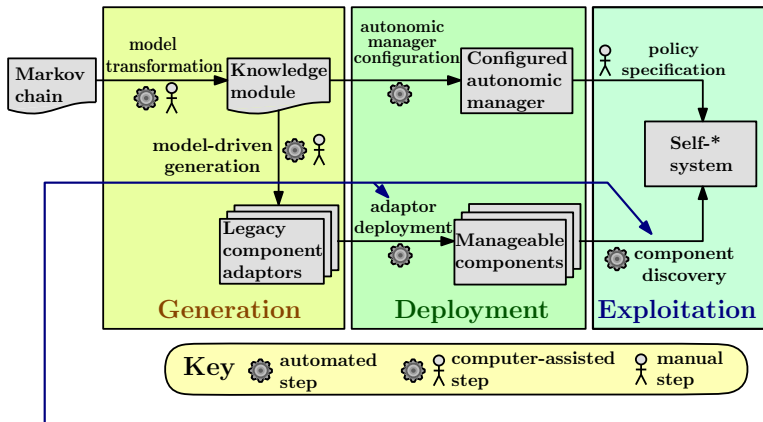 Markov
chain
model
transformation
Knowledge
module
autonomic
manager
configuration
Configured
autonomic
manager
policy
specification
Self-*
system
model-driven
generation
Legacy
component
adaptors
adaptor
deployment
Manageable
components
component
discovery
Generation
Deployment
Exploitation
Key
automated
step
computer-assisted
step
manual
step